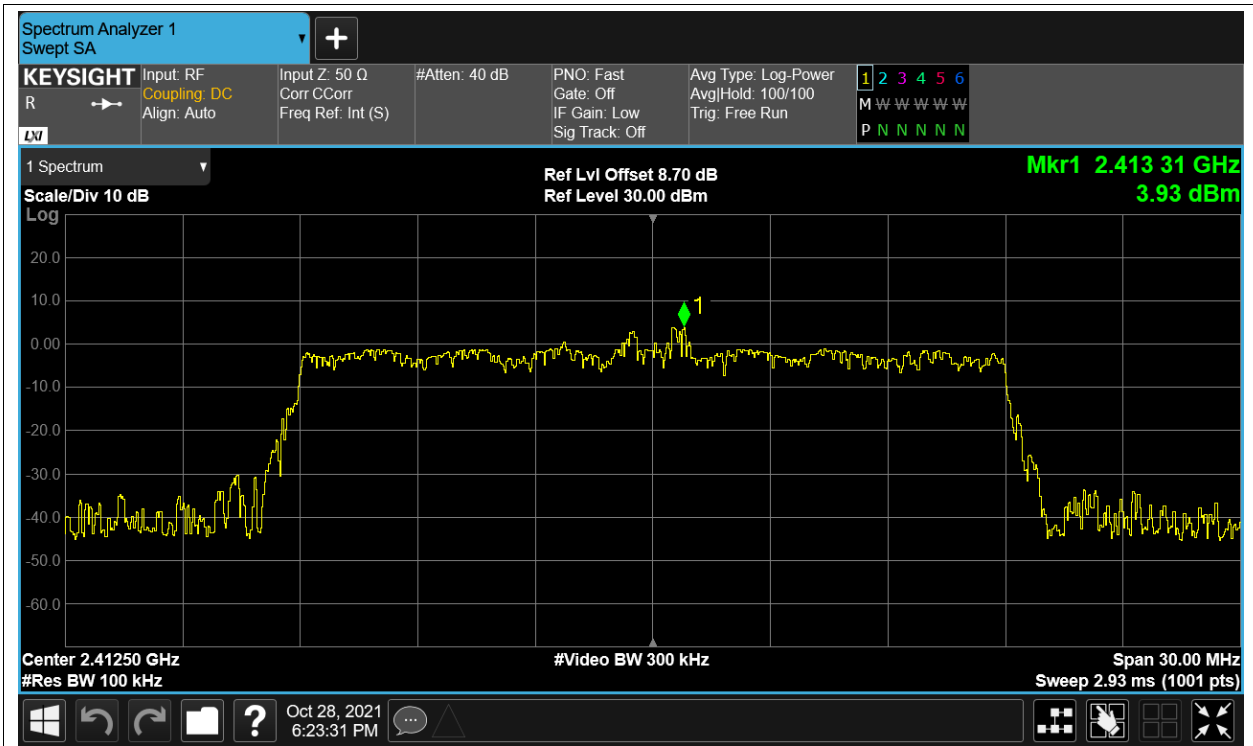 Spectrum Analyzer 1
Swept SA
KEYSIGHT
R
LXI
Input: RF
Coupling: DC
Align: Auto
Input Z: 50 Ω
Corr CCorr
Freq Ref: Int (S)
#Atten: 40 dB
PNO: Fast
Gate: Off
IF Gain: Low
Sig Track: Off
Avg Type: Log-Power
Avg|Hold: 100/100
Trig: Free Run
1 2 3 4 5 6
M W W W W W
P N N N N N
1 Spectrum
Scale/Div 10 dB
Log
Ref Lvl Offset 8.70 dB
Ref Level 30.00 dBm
Mkr1 2.413 31 GHz
3.93 dBm
20.0
10.0
1
0.00
-10.0
-20.0
-30.0
-40.0
-50.0
-60.0
Center 2.41250 GHz
#Res BW 100 kHz
#Video BW 300 kHz
Span 30.00 MHz
Sweep 2.93 ms (1001 pts)
?
Oct 28, 2021
6:23:31 PM